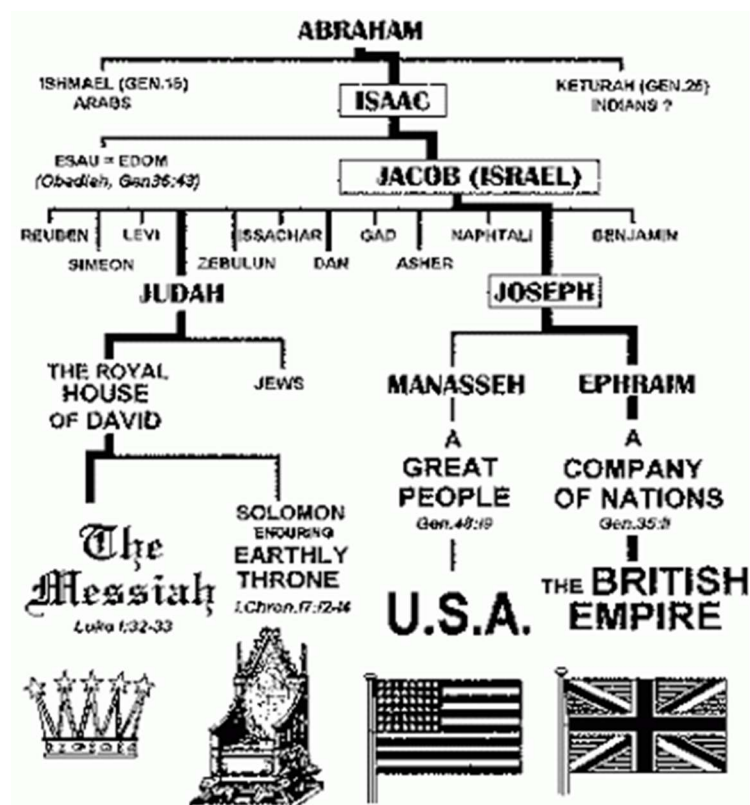 ABRAHAM
ISHMAEL (GEN.16)
ARABS
ISAAC
KETURAH (GEN.25)
INDIANS ?
ESAU = EDOM
(Obadiah, Gen36:43)
JACOB (ISRAEL)
REUBEN
LEVI
ISSACHAR
GAD
NAPHTALI
BENJAMIN
SIMEON
ZEBULUN
DAN
ASHER
JUDAH
JOSEPH
THE ROYAL
HOUSE
OF DAVID
JEWS
MANASSEH
EPHRAIM
A
GREAT
PEOPLE
Gen.48:19
A
COMPANY
OF NATIONS
Gen.35:11
The
Messiah
Luke 1:32-33
SOLOMON
ENDURING
EARTHLY
THRONE
I.Chron.17:12-14
U.S.A.
THE BRITISH
EMPIRE